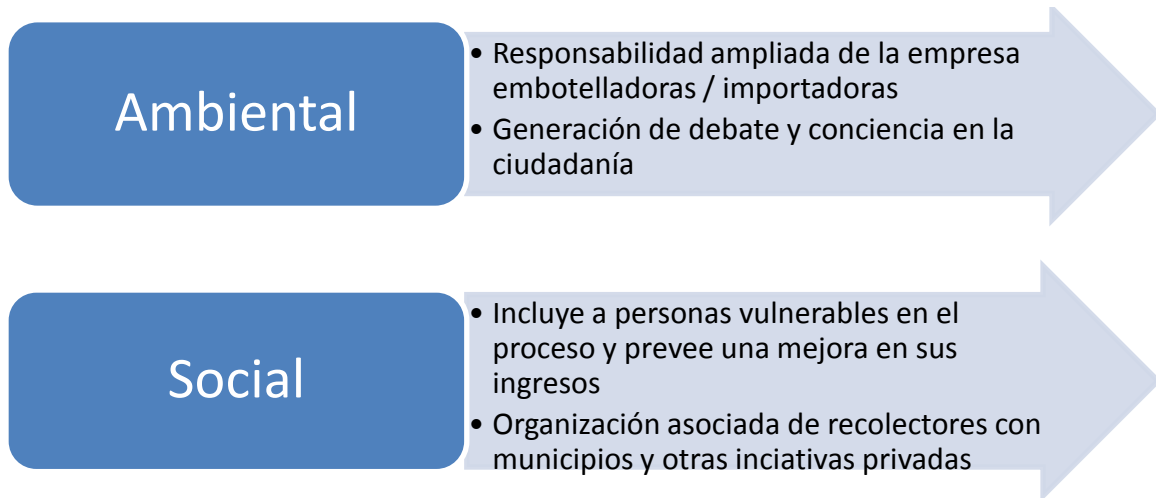 Ambiental
• Responsabilidad ampliada de la empresa
embotelladoras / importadoras
• Generación de debate y conciencia en la
ciudadanía
Social
• Incluye a personas vulnerables en el
proceso y prevee una mejora en sus
ingresos
• Organización asociada de recolectores con
municipios y otras inciativas privadas